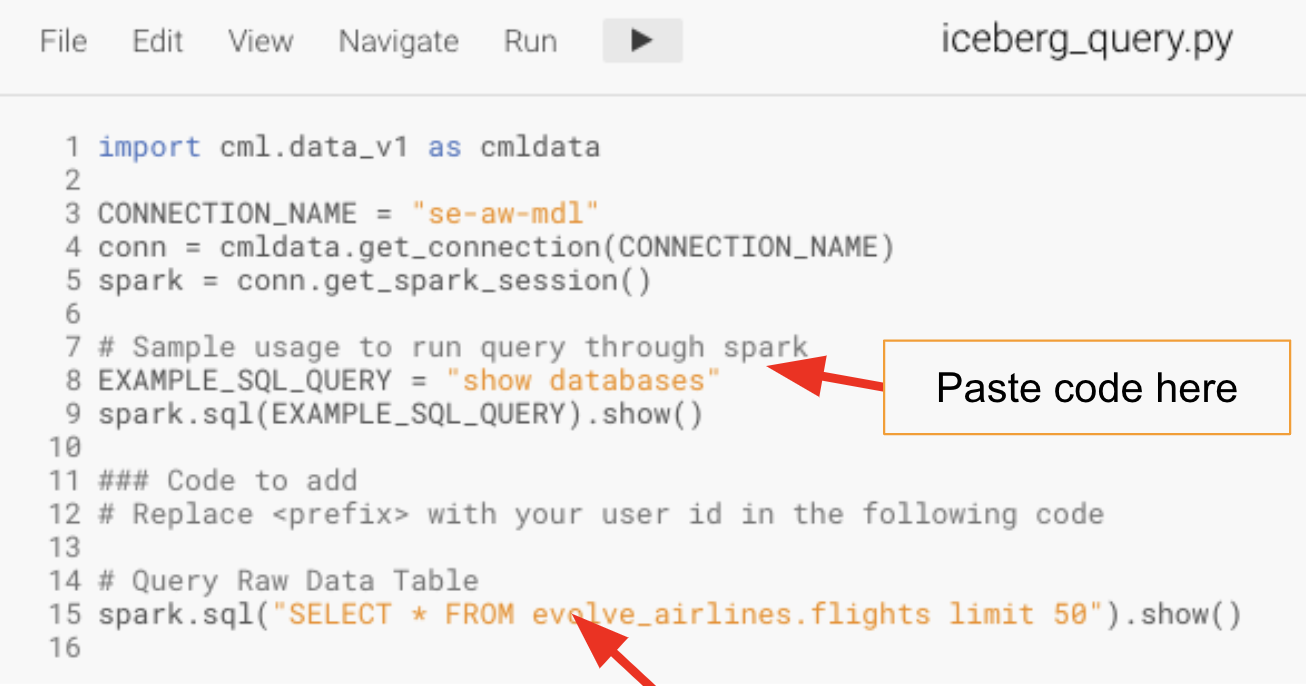 File Edit View Navigate Run iceberg_query.py
1 import cml.data_v1 as cmldata
2
3 CONNECTION_NAME = "se-aw-mdl"
4 conn = cmldata.get_connection(CONNECTION_NAME)
5 spark = conn.get_spark_session()
6
7 # Sample usage to run query through spark
8 EXAMPLE_SQL_QUERY = "show databases"
Paste code here
9 spark.sql(EXAMPLE_SQL_QUERY).show()
10
11 ### Code to add
12 # Replace <prefix> with your user id in the following code
13
14 # Query Raw Data Table
15 spark.sql("SELECT * FROM evolve_airlines.flights limit 50").show()
16